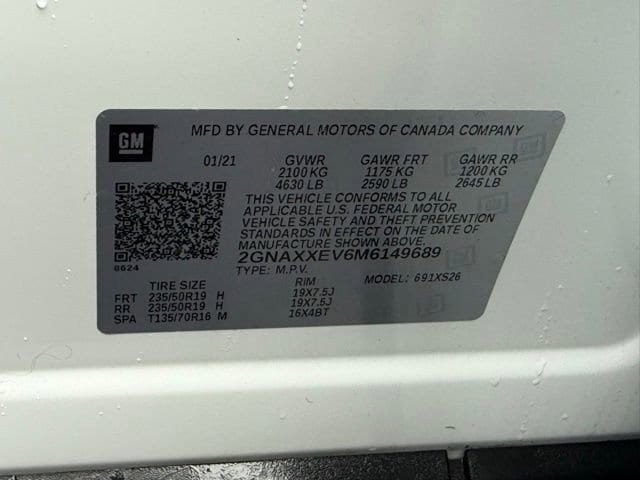 GM MFD BY GENERAL MOTORS OF CANADA COMPANY
01/21 GVWR GAWR FRT GAWR RR
2100 KG 1175 KG 1200 KG
4630 LB 2590 LB 2645 LB
THIS VEHICLE CONFORMS TO ALL
APPLICABLE U.S. FEDERAL MOTOR
VEHICLE SAFETY AND THEFT PREVENTION
STANDARDS IN EFFECT ON THE DATE OF
MANUFACTURE SHOWN ABOVE.
2GNAXXEV6M6149689
0624
TYPE: M.P.V. MODEL: 691XS26
TIRE SIZE RIM
FRT 235/50R19 H 19X7.5J
RR 235/50R19 H 19X7.5J
SPA T135/70R16 M 16X4BT